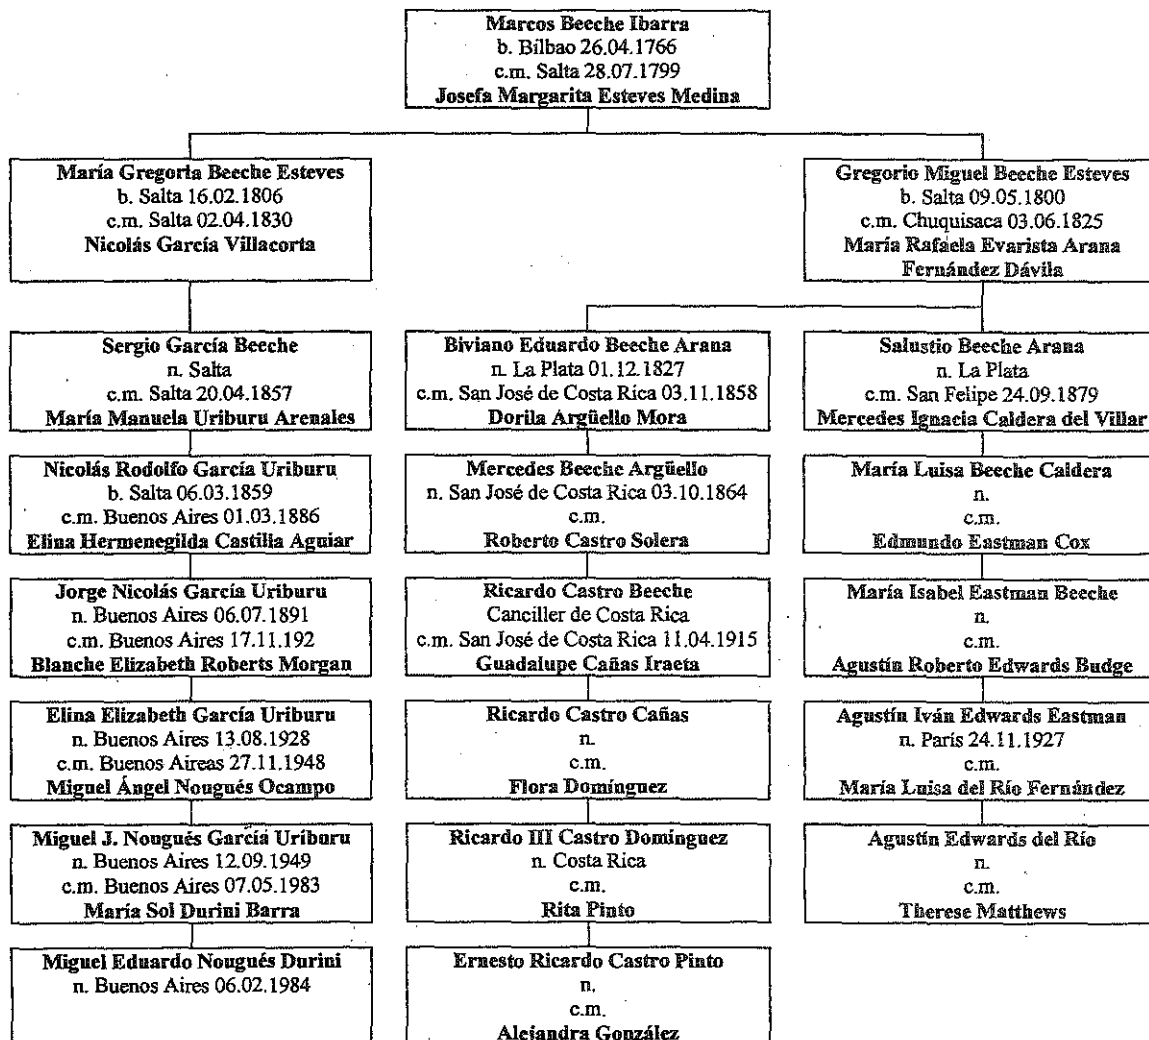 Marcos Beeche Ibarra
b. Bilbao 26.04.1766
c.m. Salta 28.07.1799
Josefa Margarita Esteves Medina
María Gregoria Beeche Esteves
b. Salta 16.02.1806
c.m. Salta 02.04.1830
Nicolás García Villacorta
Gregorio Miguel Beeche Esteves
b. Salta 09.05.1800
c.m. Chuquisaca 03.06.1825
María Rafaela Evarista Arana
Fernández Dávila
Sergio García Beeche
n. Salta
c.m. Salta 20.04.1857
María Manuela Uriburu Arenales
Biviano Eduardo Beeche Arana
n. La Plata 01.12.1827
c.m. San José de Costa Rica 03.11.1858
Dorila Argüello Mora
Salustio Beeche Arana
n. La Plata
c.m. San Felipe 24.09.1879
Mercedes Ignacia Caldera del Villar
Nicolás Rodolfo García Uriburu
b. Salta 06.03.1859
c.m. Buenos Aires 01.03.1886
Elina Hermenegilda Castilla Aguiar
Mercedes Beeche Argüello
n. San José de Costa Rica 03.10.1864
c.m.
Roberto Castro Solera
María Luisa Beeche Caldera
n.
c.m.
Edmundo Eastman Cox
Jorge Nicolás García Uriburu
n. Buenos Aires 06.07.1891
c.m. Buenos Aires 17.11.192
Blanche Elizabeth Roberts Morgan
Ricardo Castro Beeche
Canciller de Costa Rica
c.m. San José de Costa Rica 11.04.1915
Guadalupe Cañas Iraeta
María Isabel Eastman Beeche
n.
c.m.
Agustín Roberto Edwards Budge
Elina Elizabeth García Uriburu
n. Buenos Aires 13.08.1928
c.m. Buenos Aireas 27.11.1948
Miguel Ángel Nougués Ocampo
Ricardo Castro Cañas
n.
c.m.
Flora Domínguez
Agustín Iván Edwards Eastman
n. París 24.11.1927
c.m.
María Luisa del Río Fernández
Miguel J. Nougués García Uriburu
n. Buenos Aires 12.09.1949
c.m. Buenos Aires 07.05.1983
María Sol Durini Barra
Ricardo III Castro Domínguez
n. Costa Rica
c.m.
Rita Pinto
Agustín Edwards del Río
n.
c.m.
Therese Matthews
Miguel Eduardo Nougués Durini
n. Buenos Aires 06.02.1984
Ernesto Ricardo Castro Pinto
n.
c.m.
Alejandra González